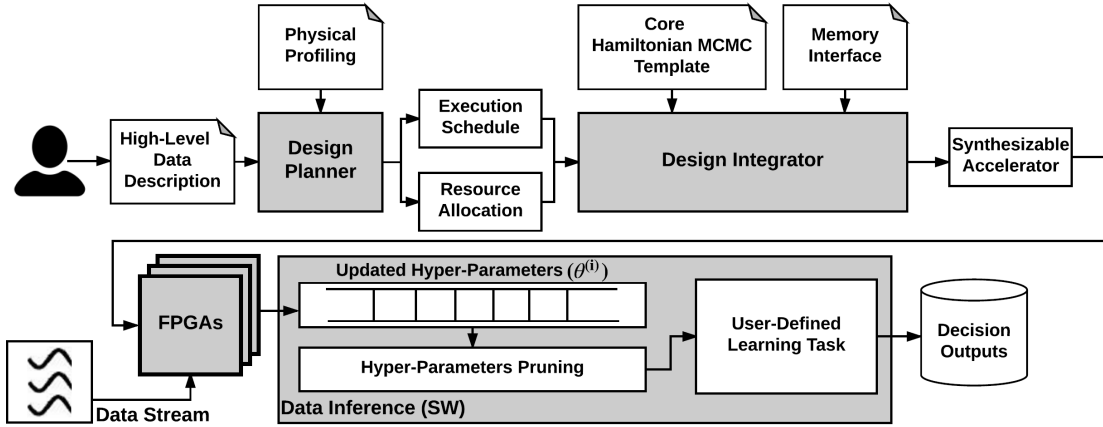 Physical
Profiling
Core
Hamiltonian MCMC
Template
Memory
Interface
High-Level
Data
Description
Design
Planner
Execution
Schedule
Resource
Allocation
Design Integrator
Synthesizable
Accelerator
Updated Hyper-Parameters (θ⁽ⁱ⁾)
FPGAs
Hyper-Parameters Pruning
User-Defined
Learning Task
Decision
Outputs
Data Stream
Data Inference (SW)